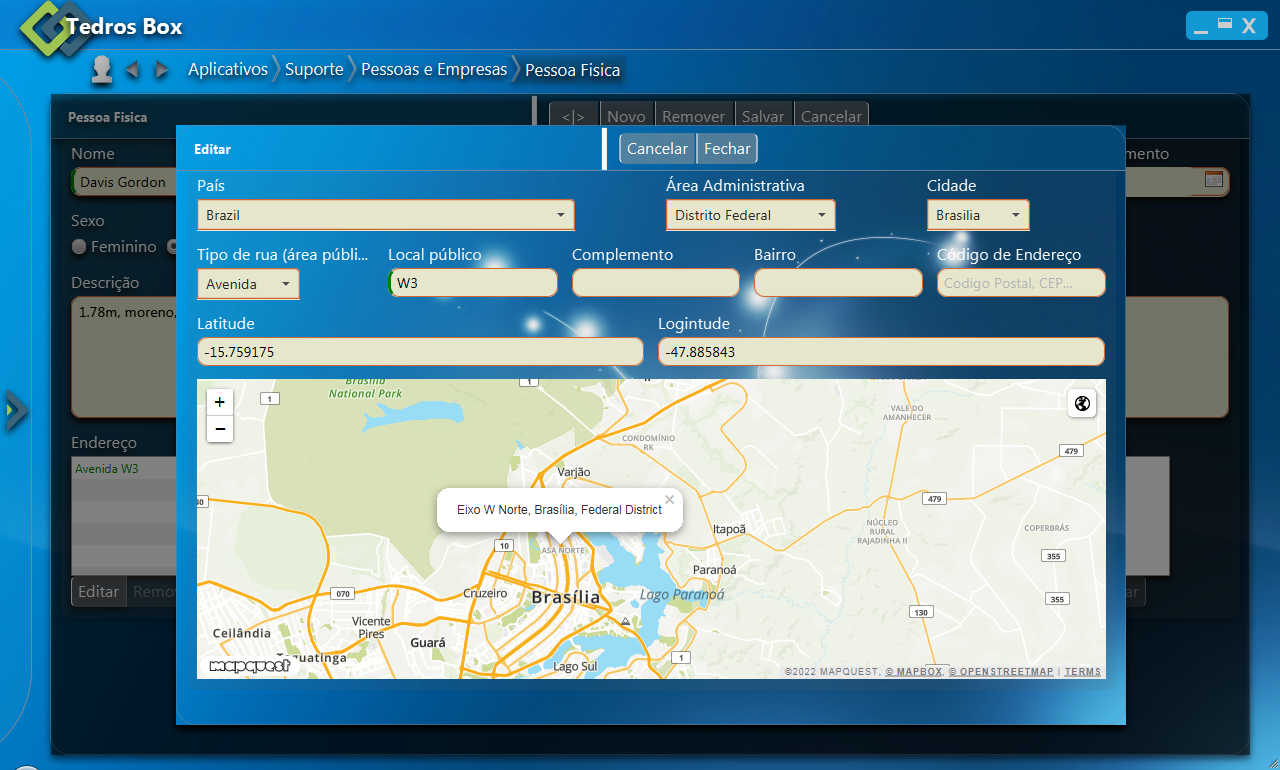 Tedros Box
Aplicativos Suporte Pessoas e Empresas Pessoa Fisica
Pessoa Fisica
<|> Novo Remover Salvar Cancelar
Editar
Cancelar Fechar
Nome
Davis Gordon
Sexo
Feminino
Descrição
1.78m, moreno,
Endereço
Avenida W3
Editar
País Área Administrativa Cidade
Brazil Distrito Federal Brasilia
Tipo de rua (área públi... Local público Complemento Bairro Código de Endereço
Avenida W3 Codigo Postal, CEP...
Latitude Logintude
-15.759175 -47.885843
+
−
Brasília
National Park
1
1
VALE DO
AMANHECER
CONDOMÍNIO
RK
479
Varjão
479
Eixo W Norte, Brasília, Federal District ×
Itapoã
NÚCLEO
RURAL
RAJADINHA II
COPERBRÁS
10
ASA NORTE
355
Paranoá
070
Cruzeiro
Brasília
Lago Paranoá
355
130
Vicente
Pires
Ceilândia
Guará
Taguatinga
1
mapquest
Lago Sul
©2022 MAPQUEST, © MAPBOX, © OPENSTREETMAP | TERMS